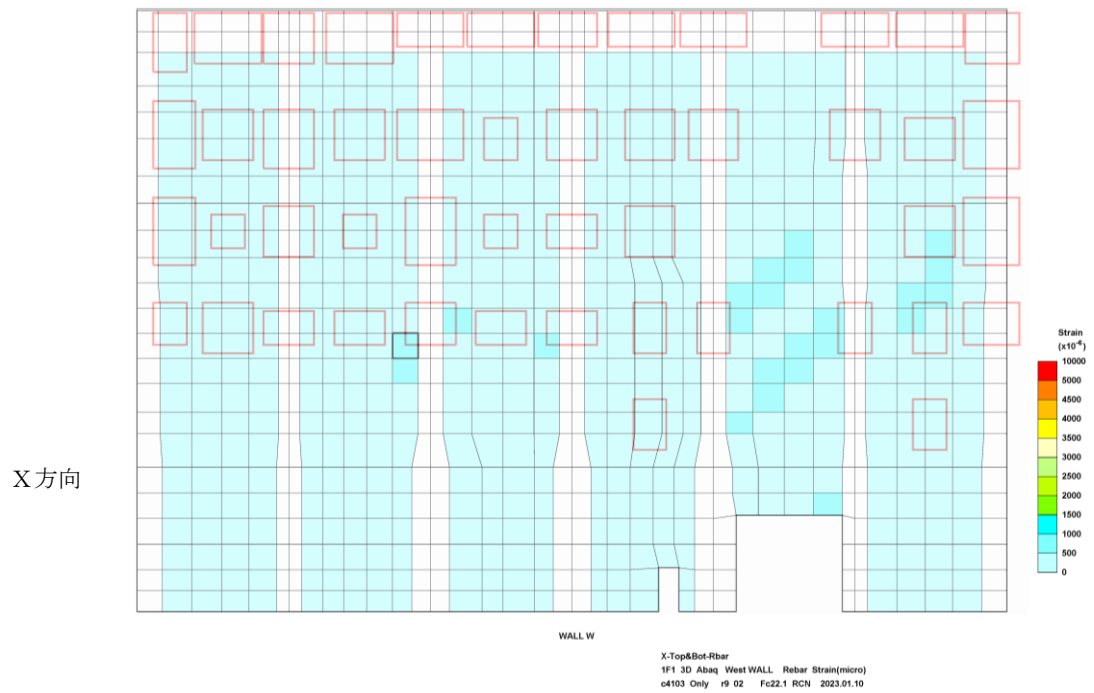 X方向
Strain
(x10⁻⁶)
10000
5000
4500
4000
3500
3000
2500
2000
1500
1000
500
0
WALL W
X-Top&Bot-Rbar
1F1 3D Abaq West WALL Rebar Strain(micro)
c4103 Only r9 02 Fc22.1 RCN 2023.01.10